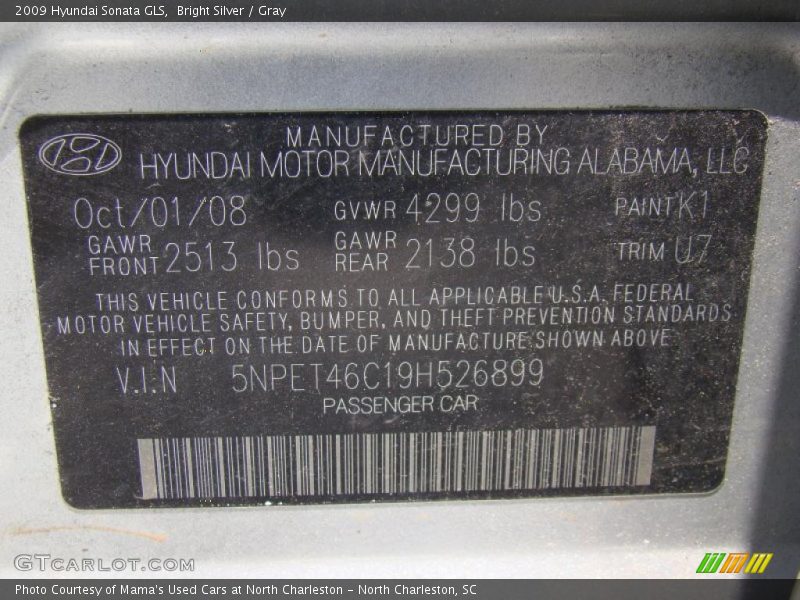 2009 Hyundai Sonata GLS,  Bright Silver / Gray
MANUFACTURED BY
HYUNDAI MOTOR MANUFACTURING ALABAMA, LLC
Oct/01/08 GVWR 4299 lbs PAINT K1
GAWR FRONT 2513 lbs GAWR REAR 2138 lbs TRIM U7
THIS VEHICLE CONFORMS TO ALL APPLICABLE U.S.A. FEDERAL
MOTOR VEHICLE SAFETY, BUMPER, AND THEFT PREVENTION STANDARDS
IN EFFECT ON THE DATE OF MANUFACTURE SHOWN ABOVE
V.I.N 5NPET46C19H526899
PASSENGER CAR
GTCARLOT.COM
Photo Courtesy of Mama's Used Cars at North Charleston - North Charleston, SC